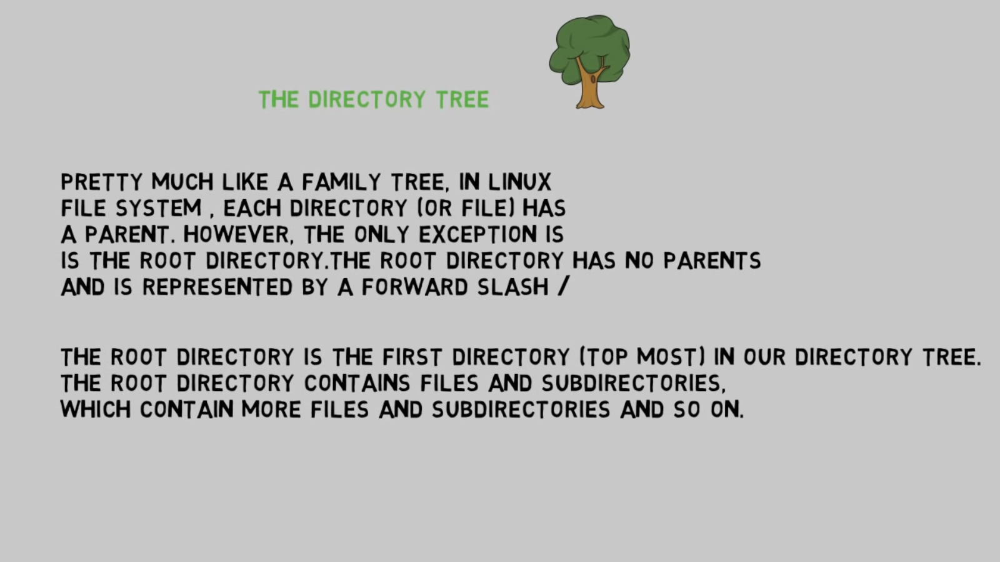 THE DIRECTORY TREE
PRETTY MUCH LIKE A FAMILY TREE, IN LINUX
FILE SYSTEM , EACH DIRECTORY (OR FILE) HAS
A PARENT. HOWEVER, THE ONLY EXCEPTION IS
IS THE ROOT DIRECTORY.THE ROOT DIRECTORY HAS NO PARENTS
AND IS REPRESENTED BY A FORWARD SLASH /
THE ROOT DIRECTORY IS THE FIRST DIRECTORY (TOP MOST) IN OUR DIRECTORY TREE.
THE ROOT DIRECTORY CONTAINS FILES AND SUBDIRECTORIES,
WHICH CONTAIN MORE FILES AND SUBDIRECTORIES AND SO ON.